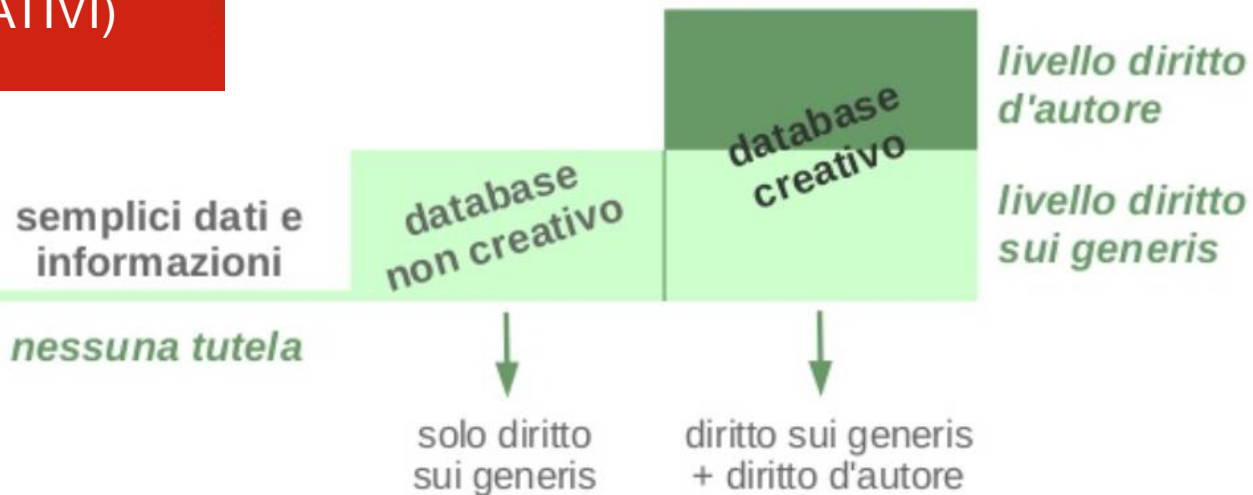 ATIVI)
livello diritto
d'autore
database
creativo
livello diritto
sui generis
database
non creativo
semplici dati e
informazioni
nessuna tutela
solo diritto
sui generis
diritto sui generis
+ diritto d'autore